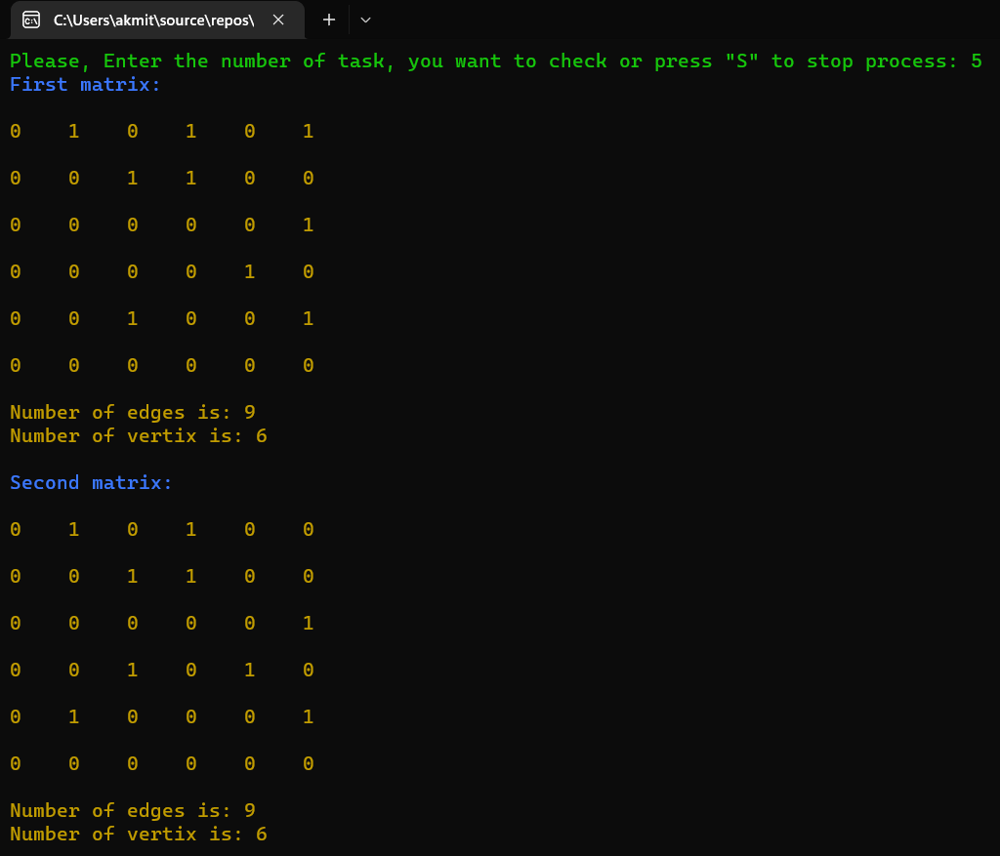 C:\Users\akmit\source\repos\
Please, Enter the number of task, you want to check or press "S" to stop process: 5
First matrix:
0 1 0 1 0 1
0 0 1 1 0 0
0 0 0 0 0 1
0 0 0 0 1 0
0 0 1 0 0 1
0 0 0 0 0 0
Number of edges is: 9
Number of vertix is: 6
Second matrix:
0 1 0 1 0 0
0 0 1 1 0 0
0 0 0 0 0 1
0 0 1 0 1 0
0 1 0 0 0 1
0 0 0 0 0 0
Number of edges is: 9
Number of vertix is: 6